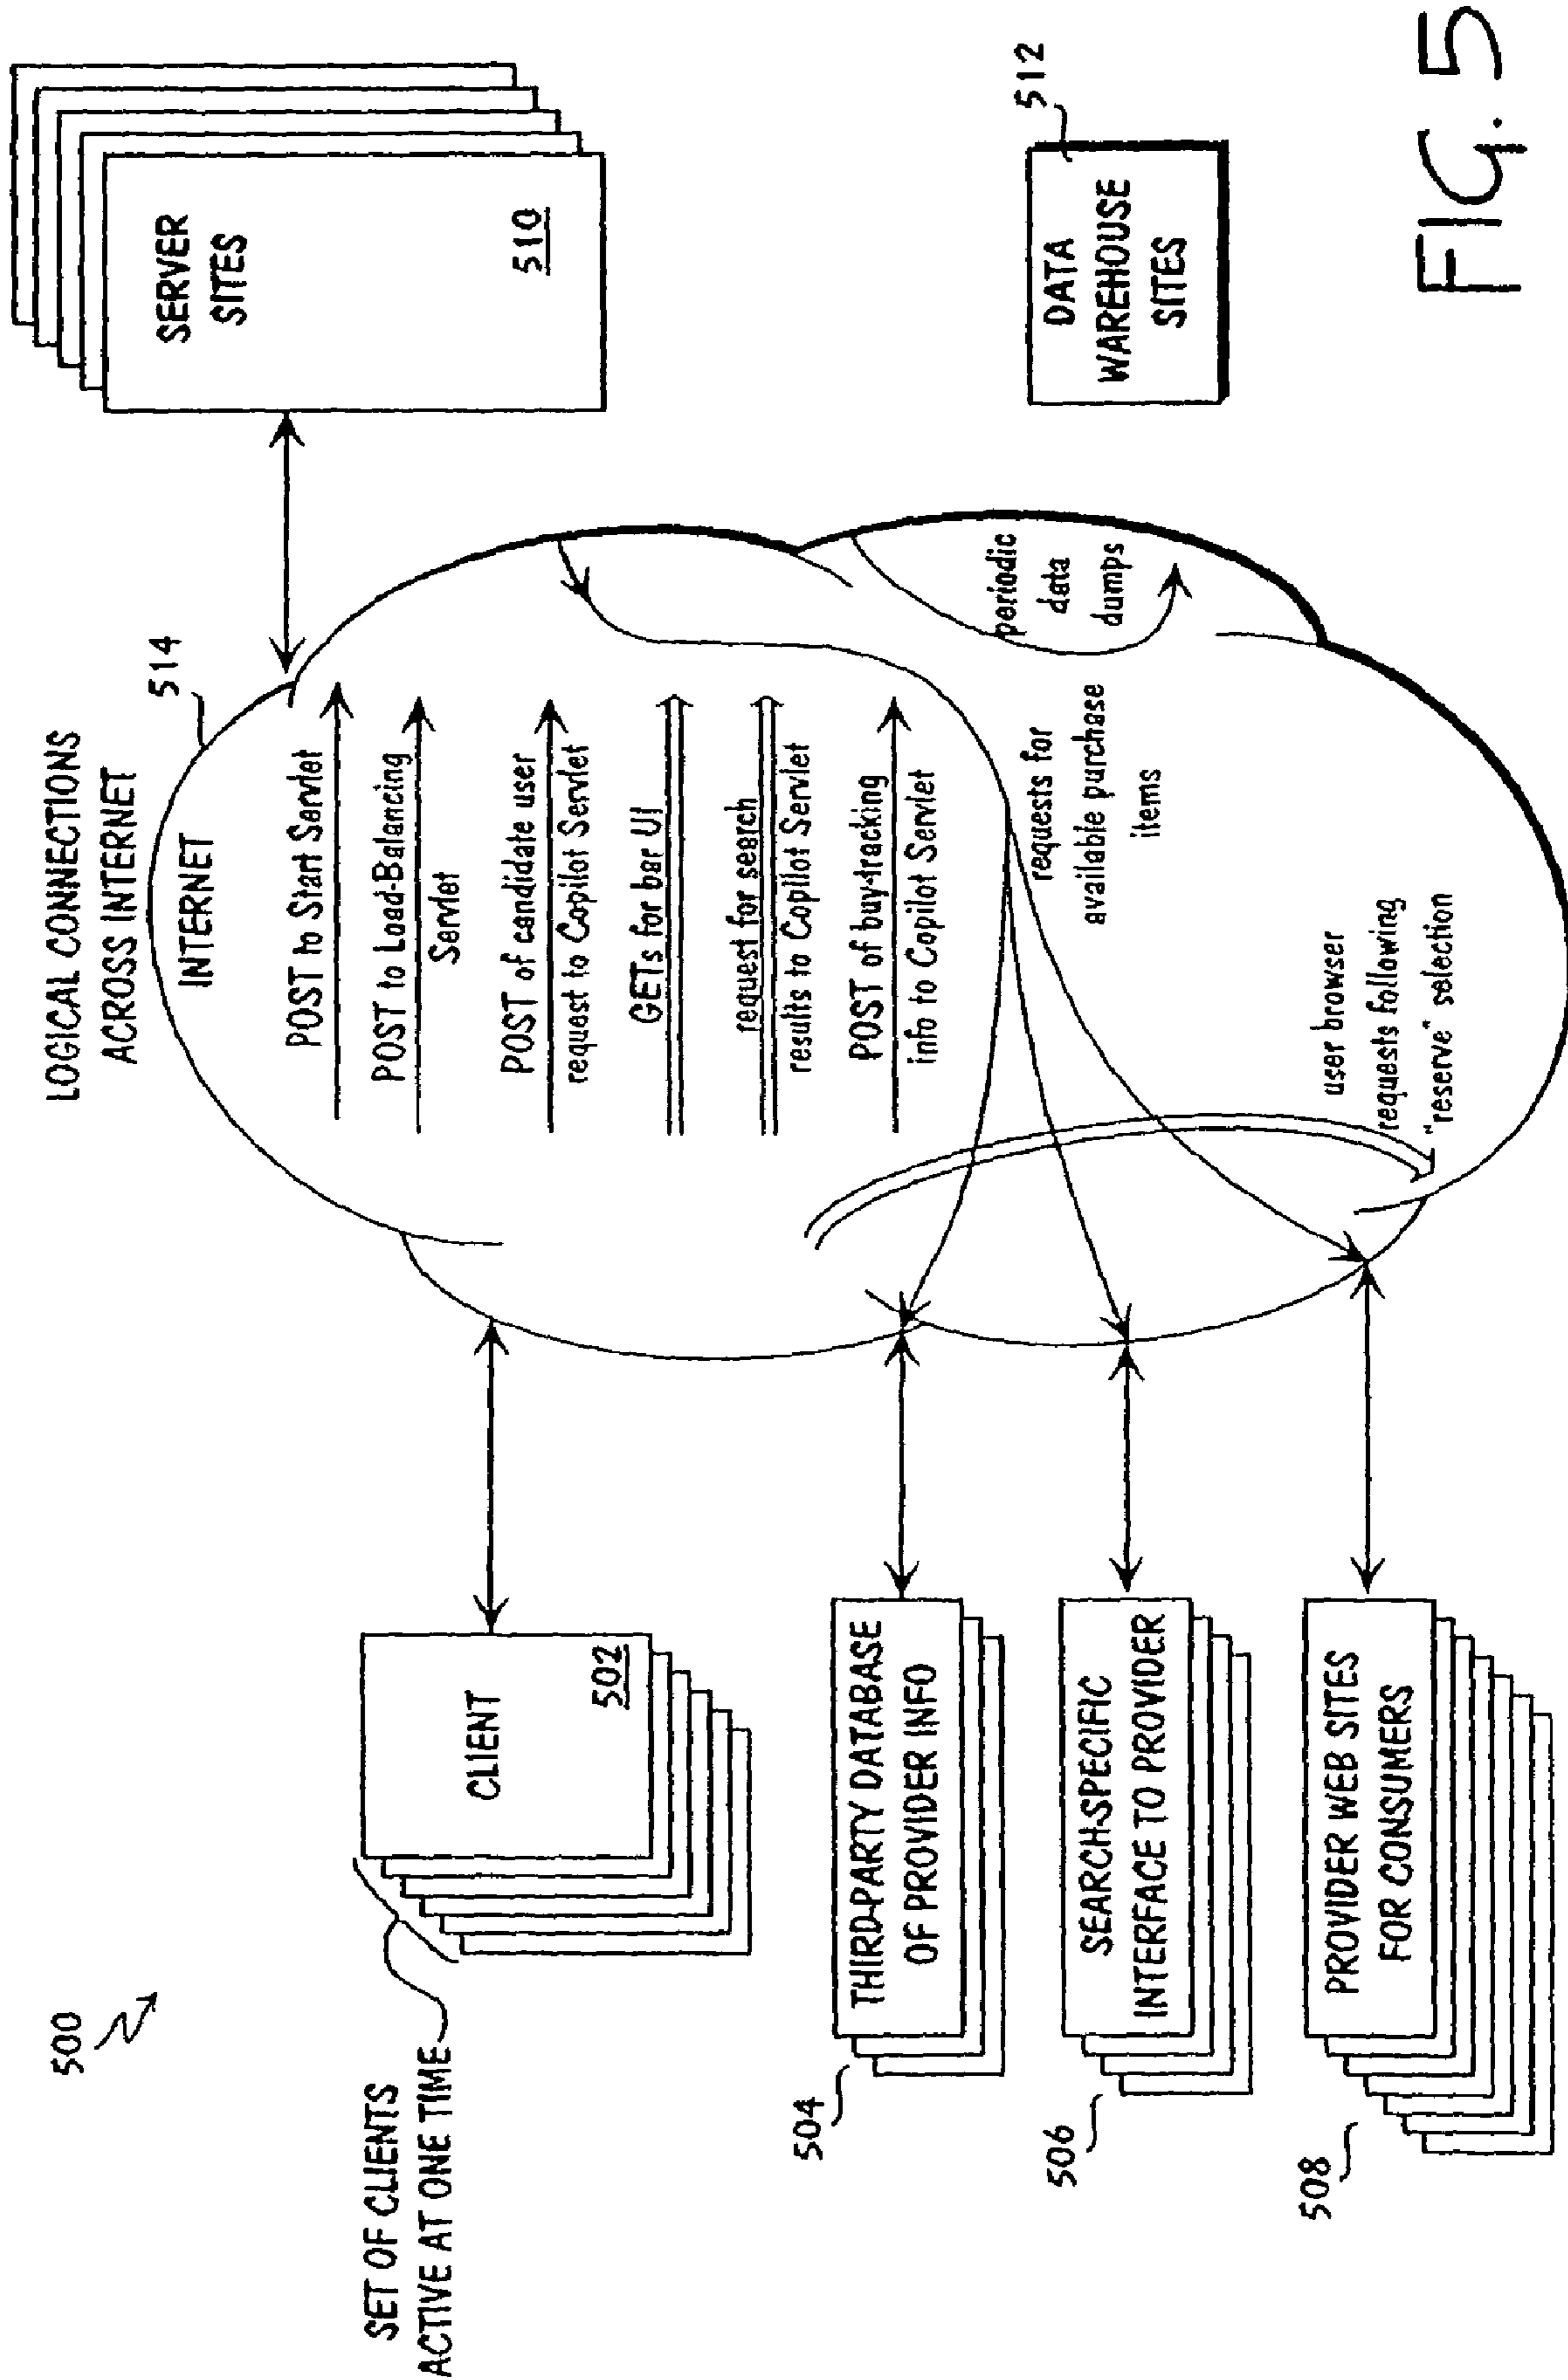 500
SET OF CLIENTS
ACTIVE AT ONE TIME
CLIENT
502
504
THIRD-PARTY DATABASE
OF PROVIDER INFO
506
SEARCH-SPECIFIC
INTERFACE TO PROVIDER
508
PROVIDER WEB SITES
FOR CONSUMERS
LOGICAL CONNECTIONS
ACROSS INTERNET
514
INTERNET
POST to Start Servlet
POST to Load-Balancing
Servlet
POST of candidate user
request to Copilot Servlet
GETs for bar UI
request for search
results to Copilot Servlet
POST of buy-tracking
info to Copilot Servlet
requests for
available purchase
items
periodic
data
dumps
user browser
requests following
"reserve" selection
SERVER
SITES
510
512
DATA
WAREHOUSE
SITES
FIG. 5